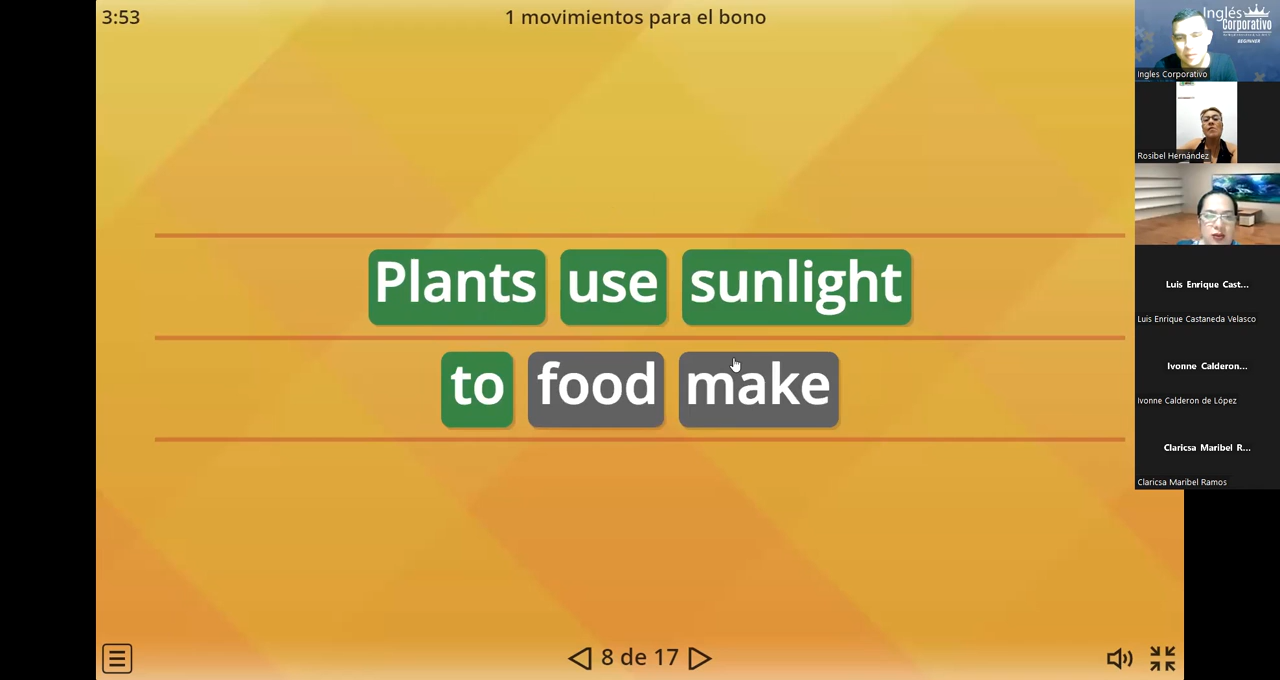 3:53
1 movimientos para el bono
Plants use sunlight
to food make
8 de 17
Inglés
Corporativo
BEGINNER
Ingles Corporativo
Rosibel Hernández
Luis Enrique Cast...
Luis Enrique Castaneda Velasco
Ivonne Calderon...
Ivonne Calderon de López
Claricsa Maribel R...
Claricsa Maribel Ramos